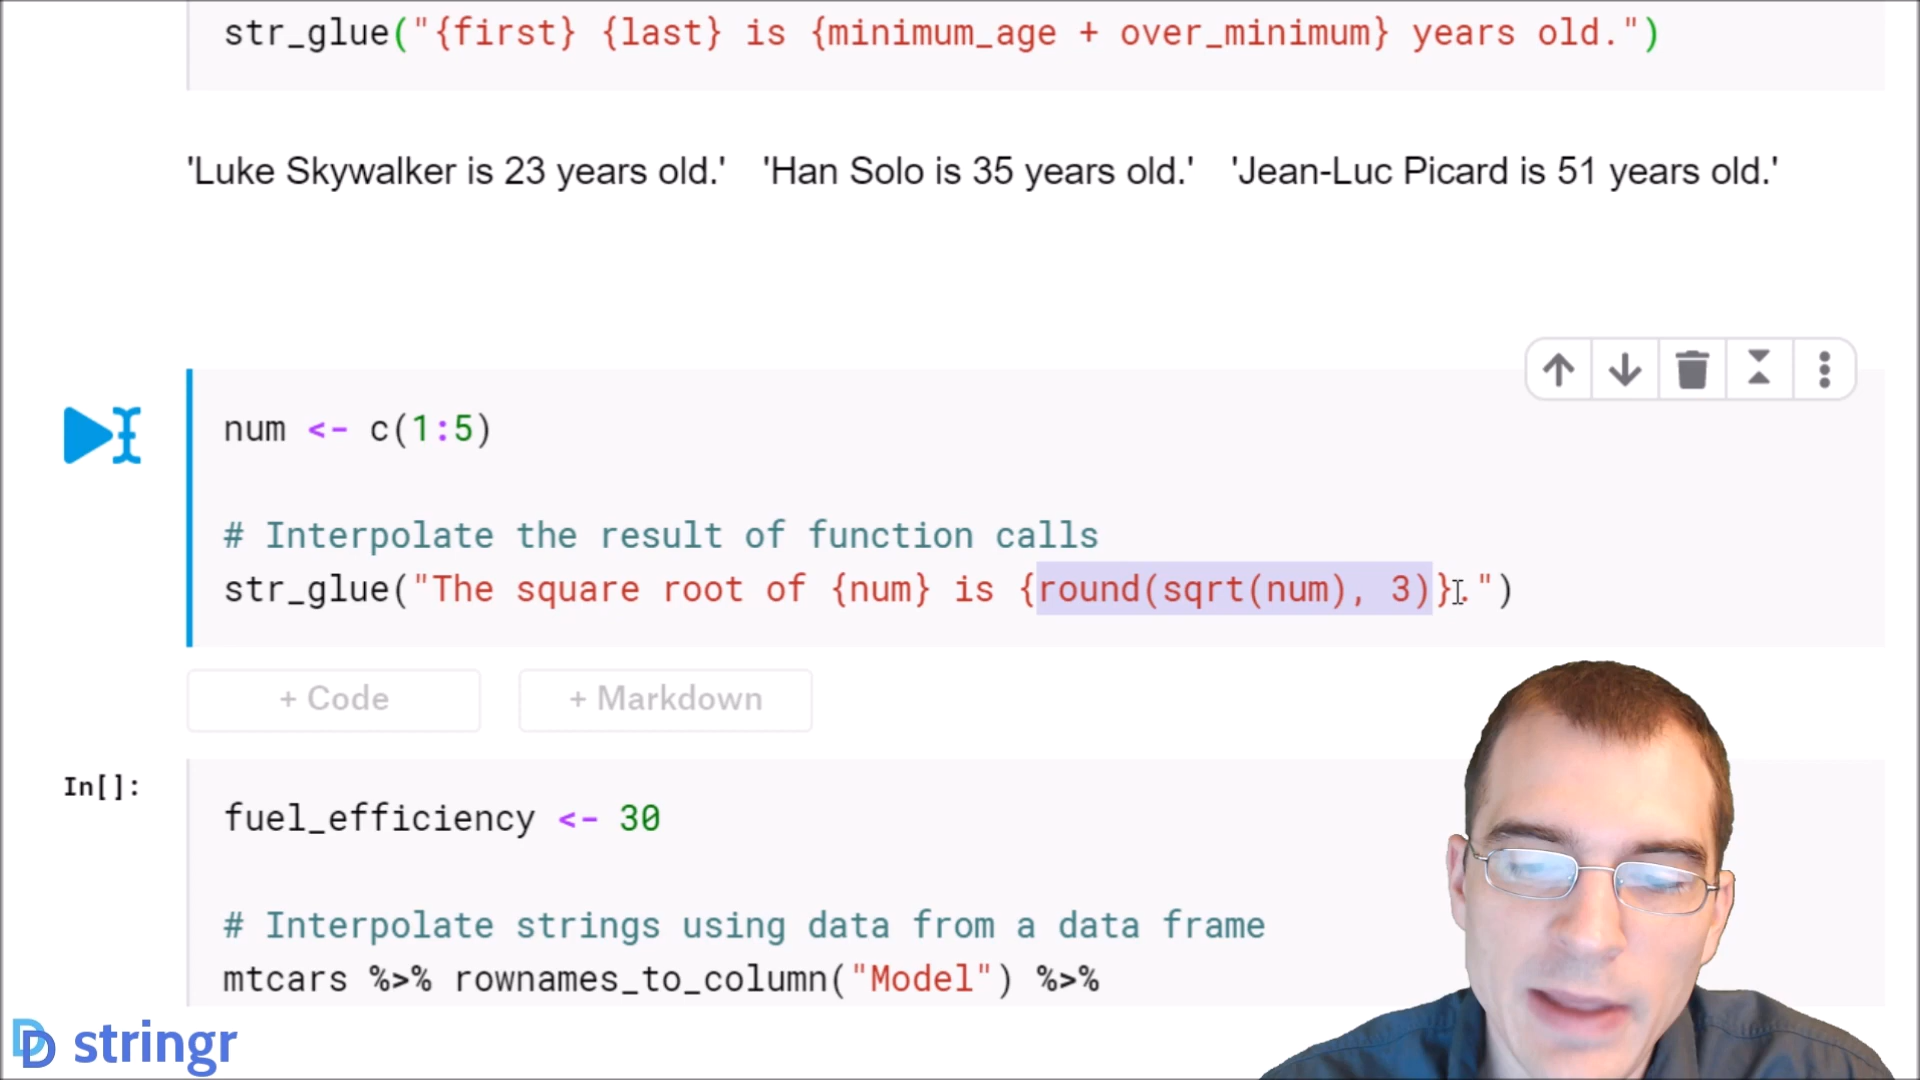 str_glue("{first} {last} is {minimum_age + over_minimum} years old.")
'Luke Skywalker is 23 years old.' 'Han Solo is 35 years old.' 'Jean-Luc Picard is 51 years old.'
num <- c(1:5)
# Interpolate the result of function calls
str_glue("The square root of {num} is {round(sqrt(num), 3)}.")
+ Code + Markdown
In[]:
fuel_efficiency <- 30
# Interpolate strings using data from a data frame
mtcars %>% rownames_to_column("Model") %>%
stringr